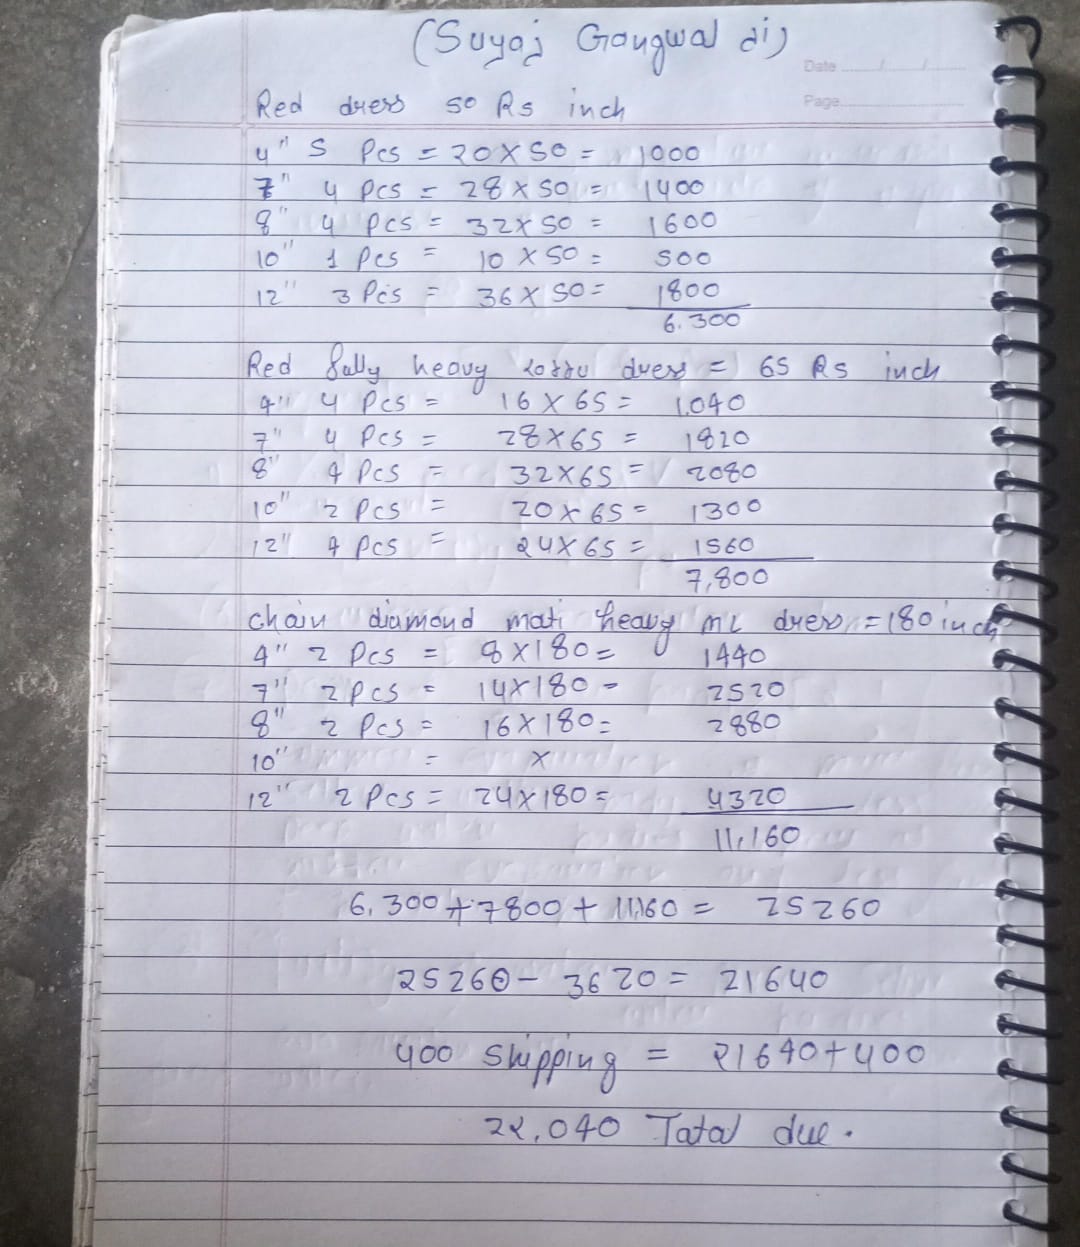 (Suyaj Gangwal di)
Date
Page
Red dress 50 Rs inch
4" 5 Pcs = 20 X 50 = 1000
7" 4 Pcs = 28 X 50 = 1400
8" 4 Pcs = 32 X 50 = 1600
10" 1 Pcs = 10 X 50 = 500
12" 3 Pcs = 36 X 50 = 1800
6.300
Red fully heavy dress = 65 Rs inch
4" 4 Pcs = 16 X 65 = 1,040
7" 4 Pcs = 28 X 65 = 1820
8" 4 Pcs = 32 X 65 = 2080
10" 2 Pcs = 20 X 65 = 1300
12" 4 Pcs = 24 X 65 = 1560
7,800
chain diamond moti heavy ML dress = 180 inch
4" 2 Pcs = 8 X 180 = 1440
7" 2 Pcs = 14 X 180 = 2520
8" 2 Pcs = 16 X 180 = 2880
10" = X
12" 2 Pcs = 24 X 180 = 4320
11,160
6,300 + 7800 + 11,160 = 25260
25260 - 3620 = 21640
400 Shipping = 21640 + 400
22,040 Total due.